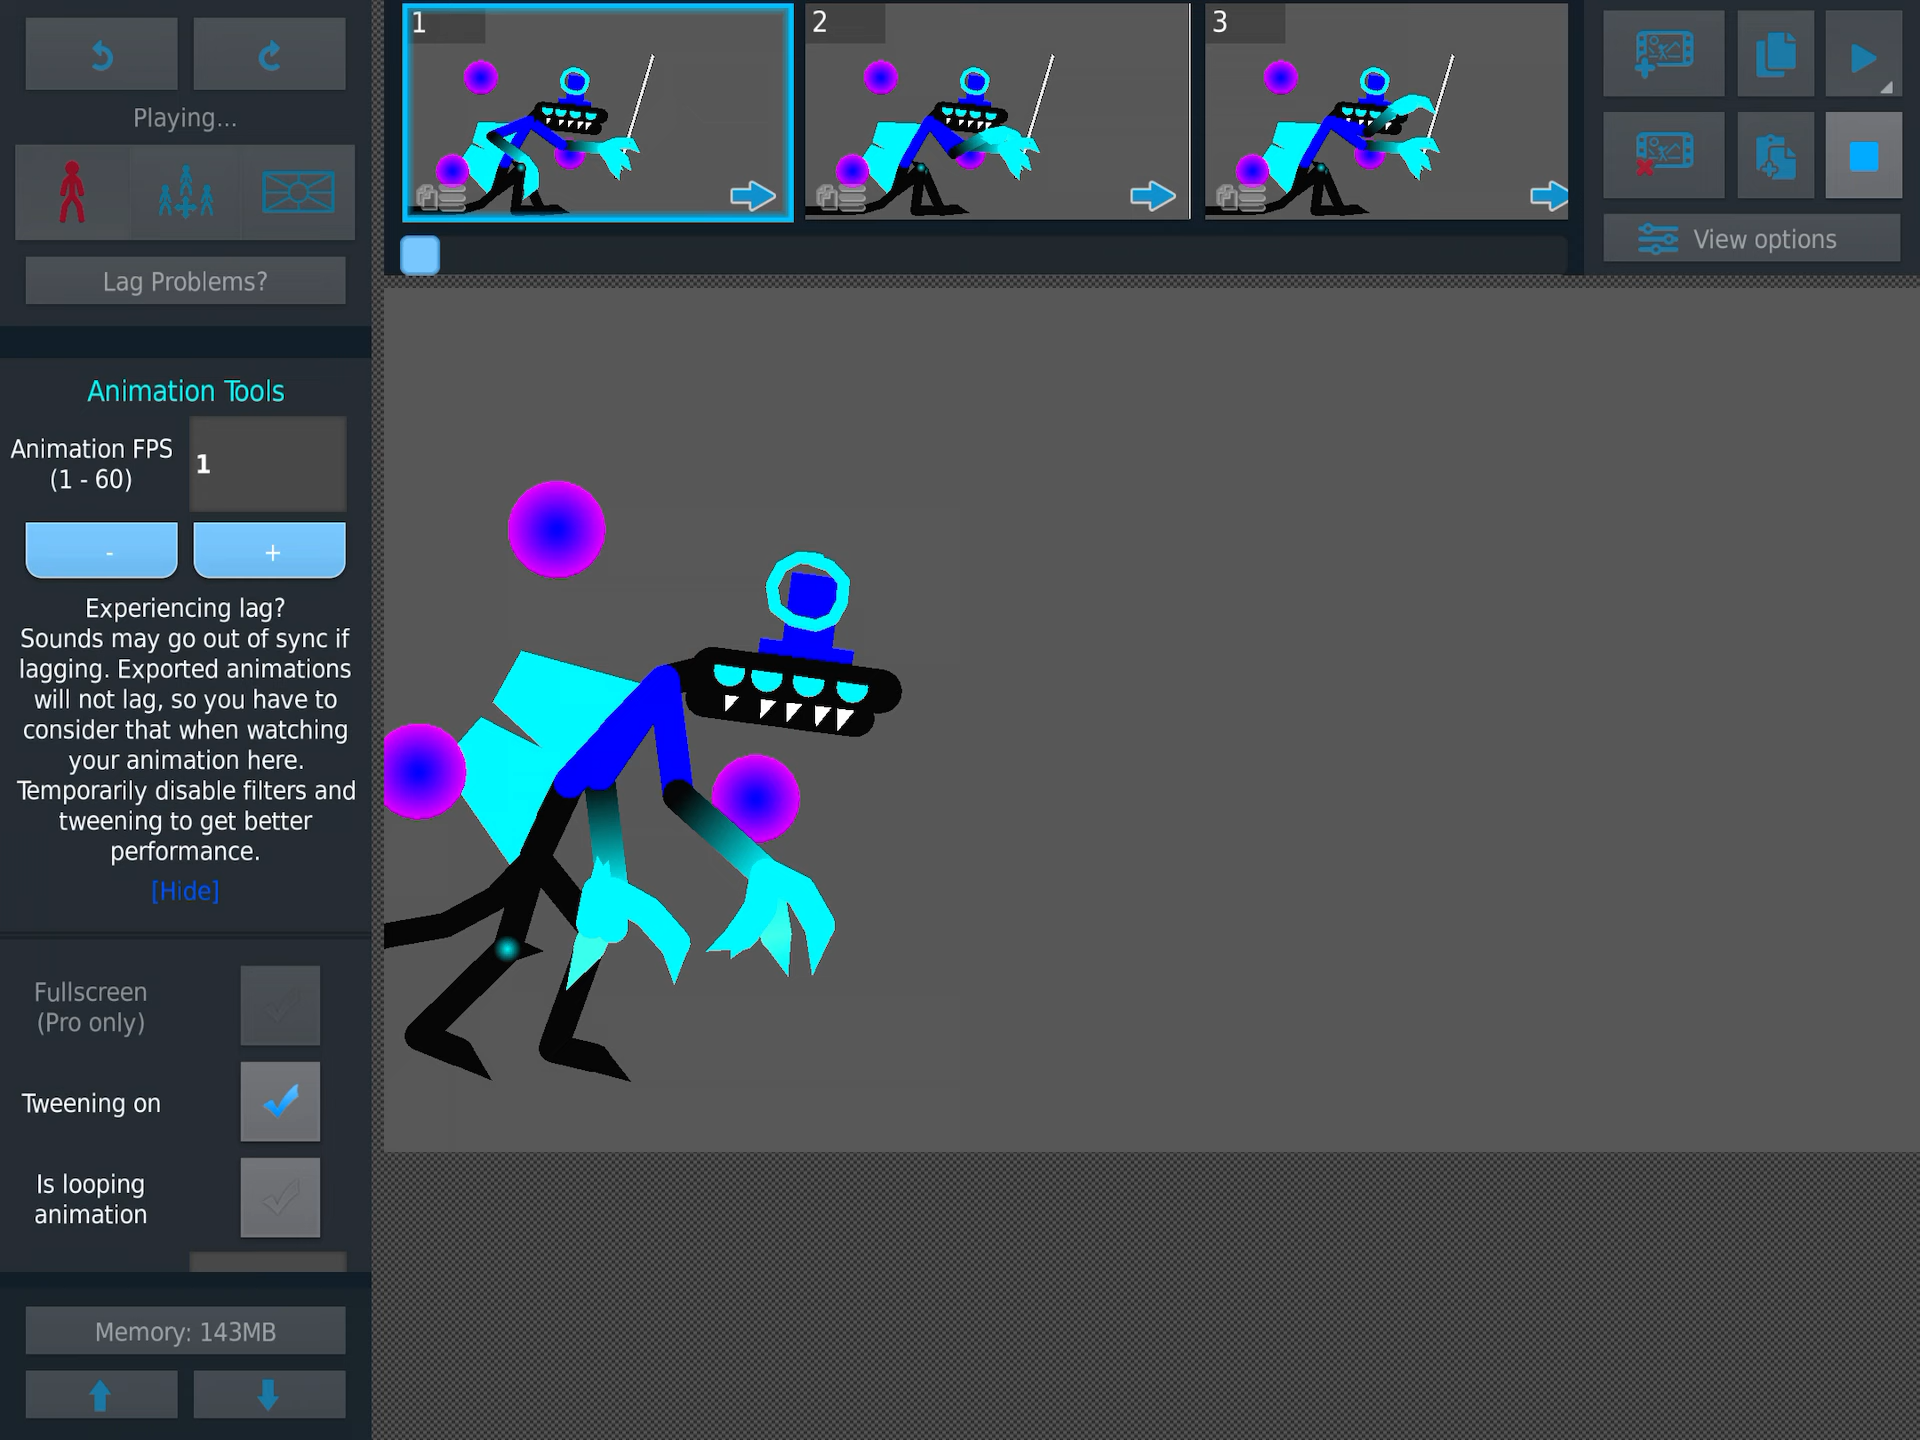 Playing...
Lag Problems?
Animation Tools
Animation FPS
(1 - 60)
1
-
+
Experiencing lag?
Sounds may go out of sync if
lagging. Exported animations
will not lag, so you have to
consider that when watching
your animation here.
Temporarily disable filters and
tweening to get better
performance.
[Hide]
Fullscreen
(Pro only)
Tweening on
Is looping
animation
Memory: 143MB
1
2
3
View options